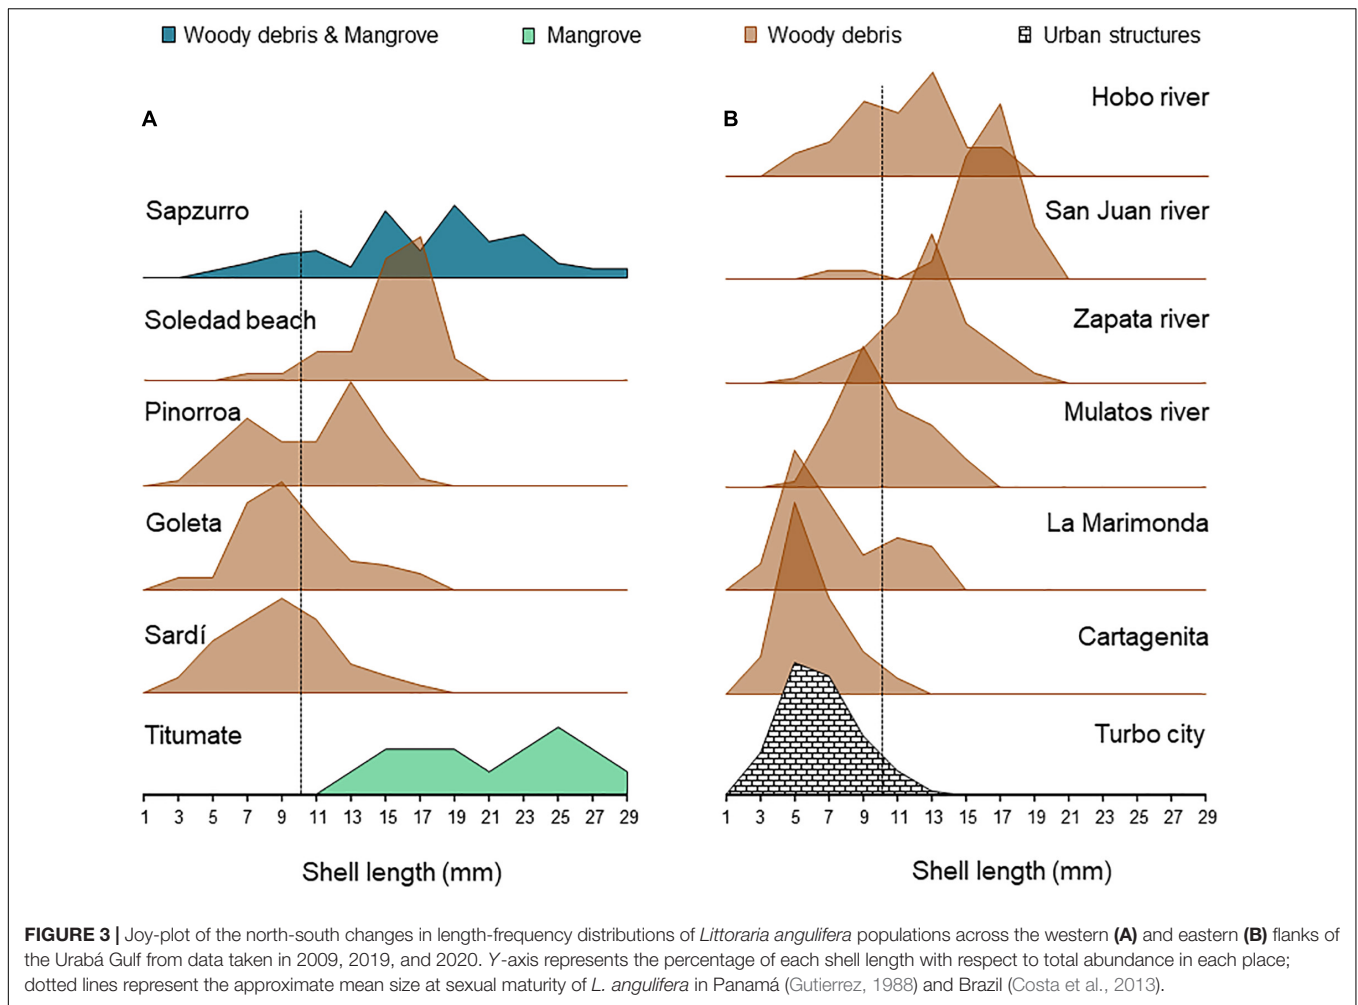 Woody debris & Mangrove Mangrove Woody debris Urban structures
A
Sapzurro
Soledad beach
Pinorroa
Goleta
Sardí
Titumate
1 3 5 7 9 11 13 15 17 19 21 23 25 27 29
Shell length (mm)
B
Hobo river
San Juan river
Zapata river
Mulatos river
La Marimonda
Cartagenita
Turbo city
1 3 5 7 9 11 13 15 17 19 21 23 25 27 29
Shell length (mm)
FIGURE 3 | Joy-plot of the north-south changes in length-frequency distributions of Littoraria angulifera populations across the western (A) and eastern (B) flanks of
the Urabá Gulf from data taken in 2009, 2019, and 2020. Y-axis represents the percentage of each shell length with respect to total abundance in each place;
dotted lines represent the approximate mean size at sexual maturity of L. angulifera in Panamá (Gutierrez, 1988) and Brazil (Costa et al., 2013).